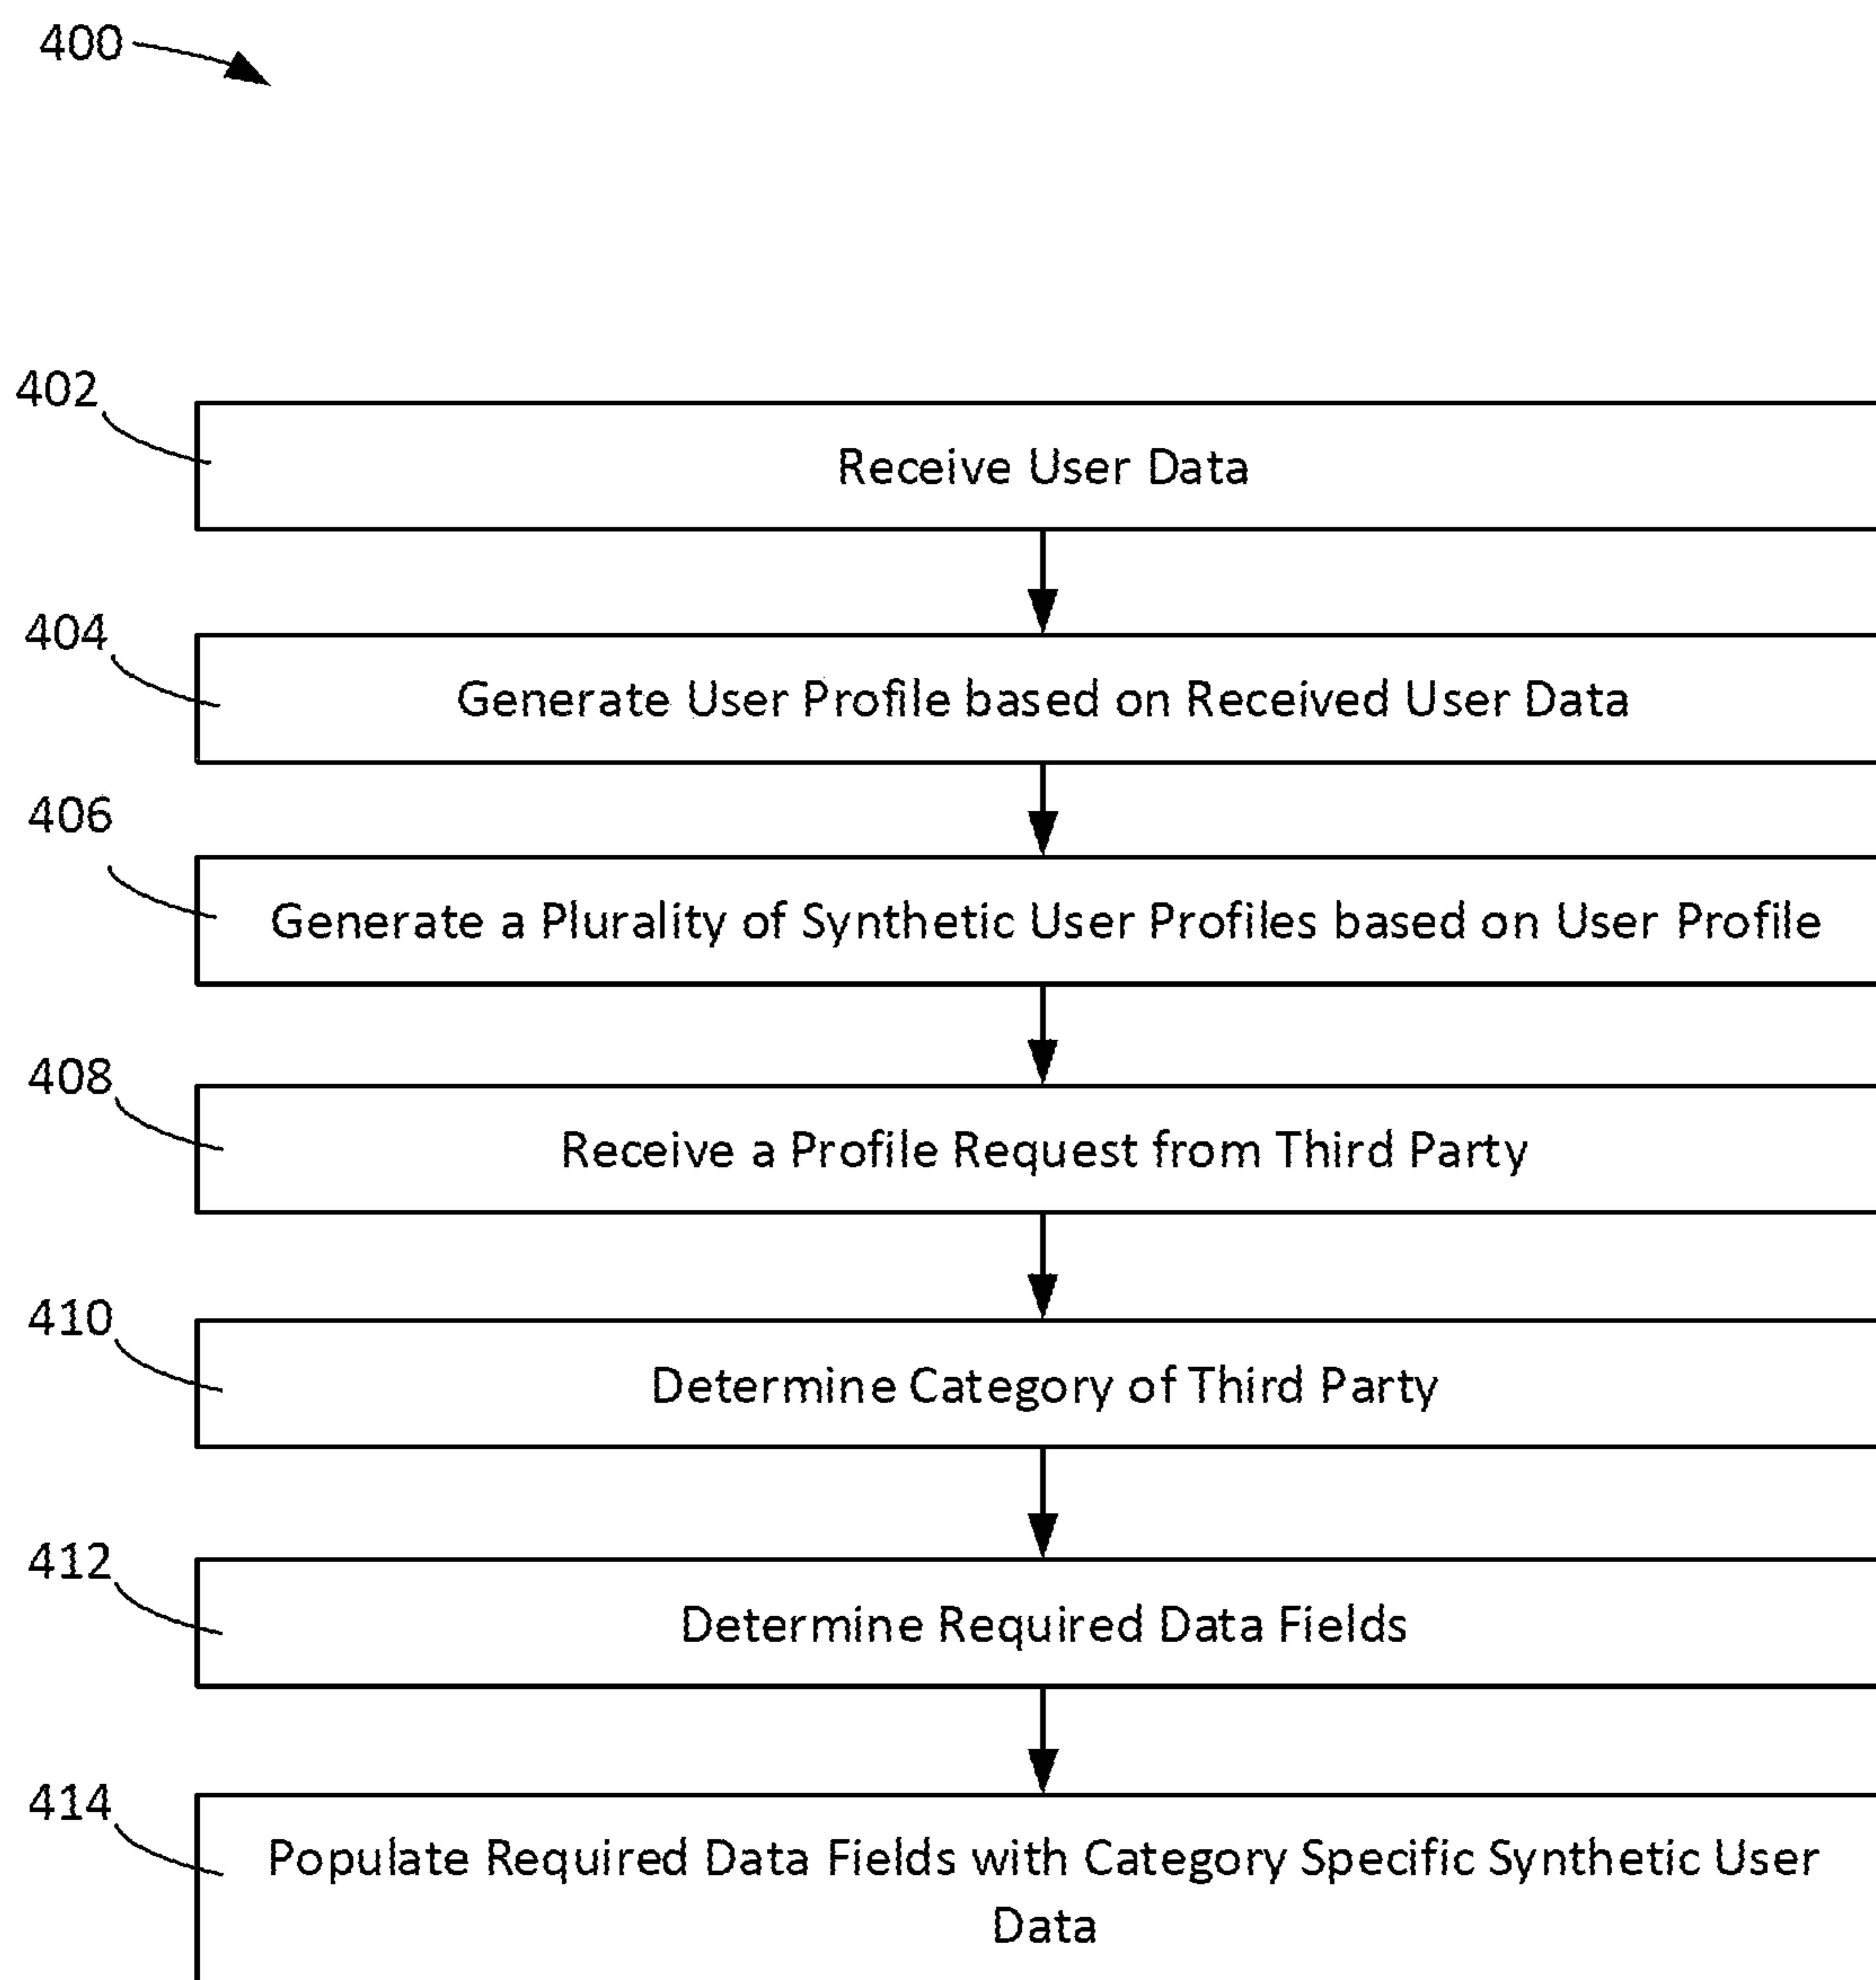 400
402
Receive User Data
404
Generate User Profile based on Received User Data
406
Generate a Plurality of Synthetic User Profiles based on User Profile
408
Receive a Profile Request from Third Party
410
Determine Category of Third Party
412
Determine Required Data Fields
414
Populate Required Data Fields with Category Specific Synthetic User
Data